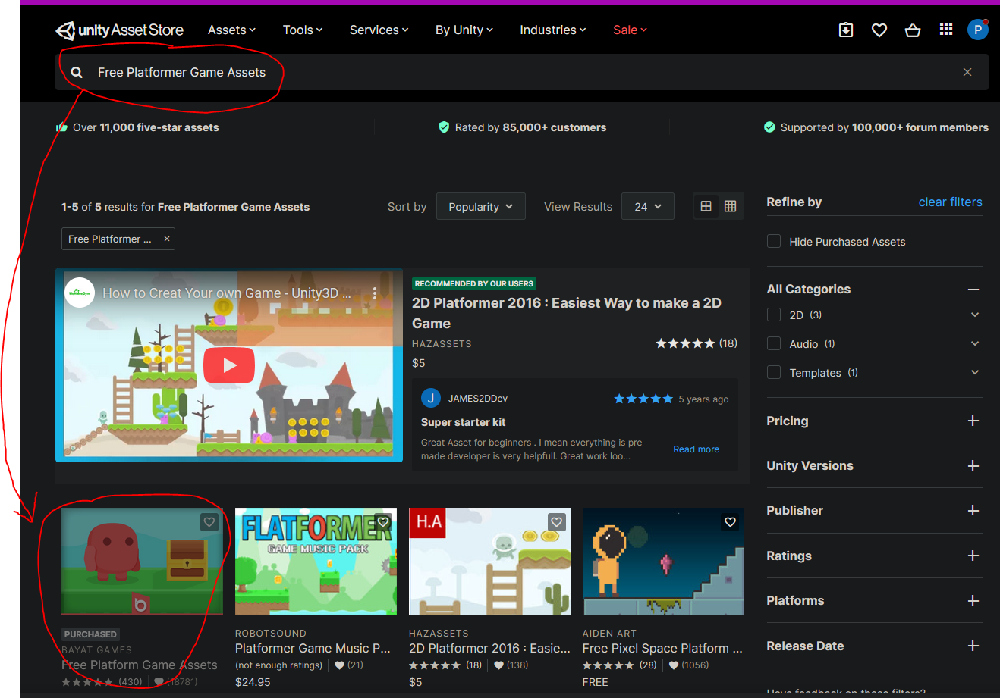 unity Asset Store
Assets
Tools
Services
By Unity
Industries
Sale
P
Free Platformer Game Assets
Over 11,000 five-star assets
Rated by 85,000+ customers
Supported by 100,000+ forum members
1-5 of 5 results for Free Platformer Game Assets
Sort by
Popularity
View Results
24
Refine by
clear filters
Free Platformer ...
Hide Purchased Assets
How to Creat Your own Game - Unity3D ...
RECOMMENDED BY OUR USERS
2D Platformer 2016 : Easiest Way to make a 2D
Game
HAZASSETS
(18)
$5
J
JAMES2DDev
5 years ago
Super starter kit
Great Asset for beginners . I mean everything is pre
made developer is very helpfull. Great work loo...
Read more
All Categories
2D (3)
Audio (1)
Templates (1)
Pricing
Unity Versions
Publisher
Ratings
Platforms
Release Date
b
PURCHASED
BAYAT GAMES
Free Platform Game Assets
(430)
(18781)
FLATFORMER
GAME MUSIC PACK
ROBOTSOUND
Platformer Game Music P...
(not enough ratings)
(21)
$24.95
H.A
HAZASSETS
2D Platformer 2016 : Easie...
(18)
(138)
$5
AIDEN ART
Free Pixel Space Platform ...
(28)
(1056)
FREE
Have feedback on these filters?